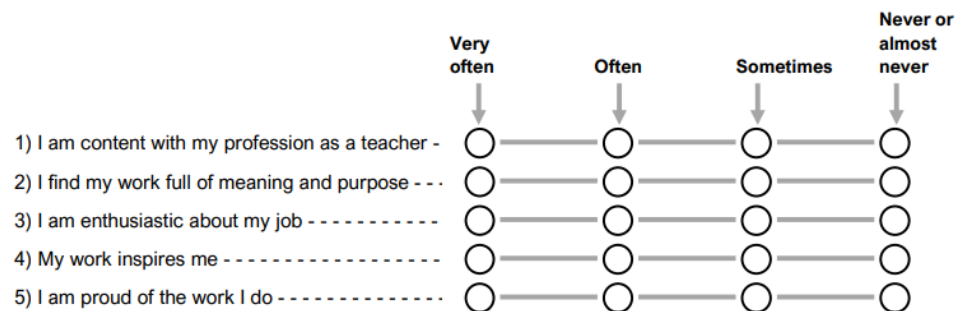 Very often
Often
Sometimes
Never or almost never
1) I am content with my profession as a teacher -
2) I find my work full of meaning and purpose - - -
3) I am enthusiastic about my job - - - - - - - - - - -
4) My work inspires me - - - - - - - - - - - - - - - - - -
5) I am proud of the work I do - - - - - - - - - - - - - -